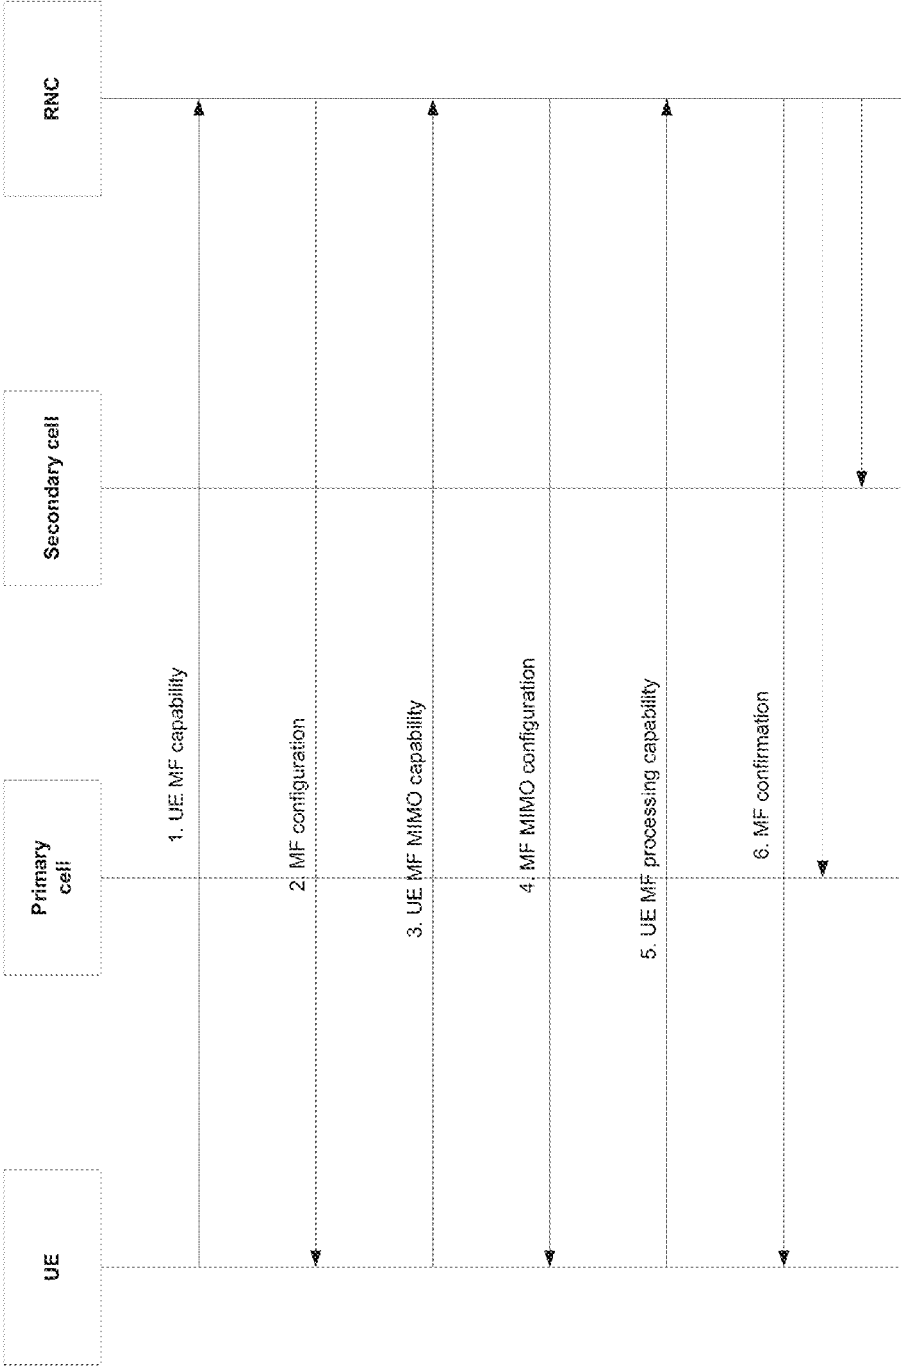 UE
Primary
cell
Secondary cell
RNC
1. UE MF capability
2. MF configuration
3. UE MF MIMO capability
4. MF MIMO configuration
5. UE MF processing capability
6. MF confirmation